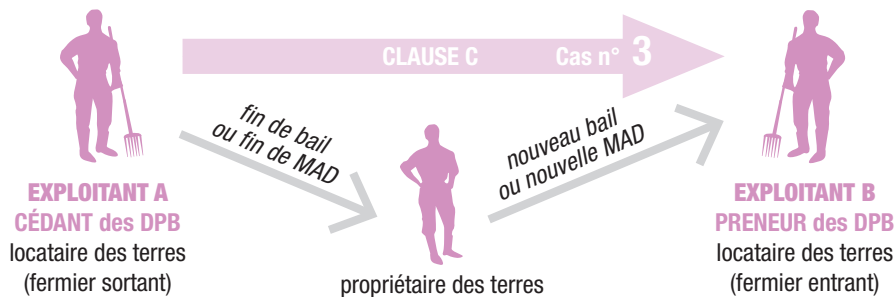 CLAUSE C Cas n° 3
fin de bail
ou fin de MAD
nouveau bail
ou nouvelle MAD
EXPLOITANT A
CÉDANT des DPB
locataire des terres
(fermier sortant)
propriétaire des terres
EXPLOITANT B
PRENEUR des DPB
locataire des terres
(fermier entrant)